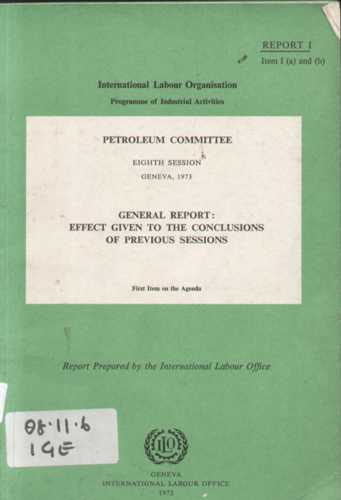 REPORT I
Item I (a) and (b)
International Labour Organisation
Programme of Industrial Activities
PETROLEUM COMMITTEE
EIGHTH SESSION
GENEVA, 1973
GENERAL REPORT:
EFFECT GIVEN TO THE CONCLUSIONS
OF PREVIOUS SESSIONS
First Item on the Agenda
Report Prepared by the International Labour Office
08.11.6
IGE
ILO
GENEVA
INTERNATIONAL LABOUR OFFICE
1972